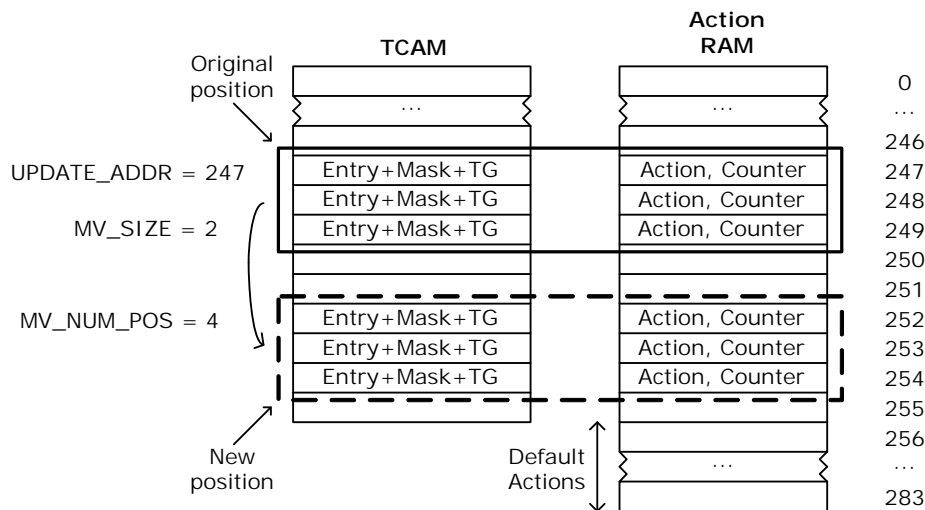 TCAM
Action
RAM
Original
position
0
...
...
...
246
UPDATE_ADDR = 247
Entry+Mask+TG
Action, Counter
247
Entry+Mask+TG
Action, Counter
248
MV_SIZE = 2
Entry+Mask+TG
Action, Counter
249
250
251
MV_NUM_POS = 4
Entry+Mask+TG
Action, Counter
252
Entry+Mask+TG
Action, Counter
253
Entry+Mask+TG
Action, Counter
254
255
New
position
Default
Actions
256
...
...
283